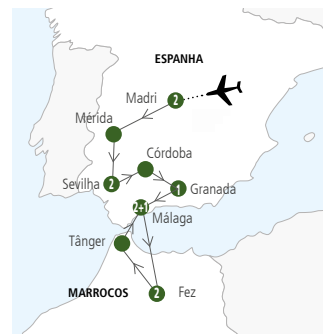 ESPANHA
Madri
2
Mérida
Córdoba
Sevilha
2
1
Granada
2+1
Málaga
Tânger
MARROCOS
2
Fez